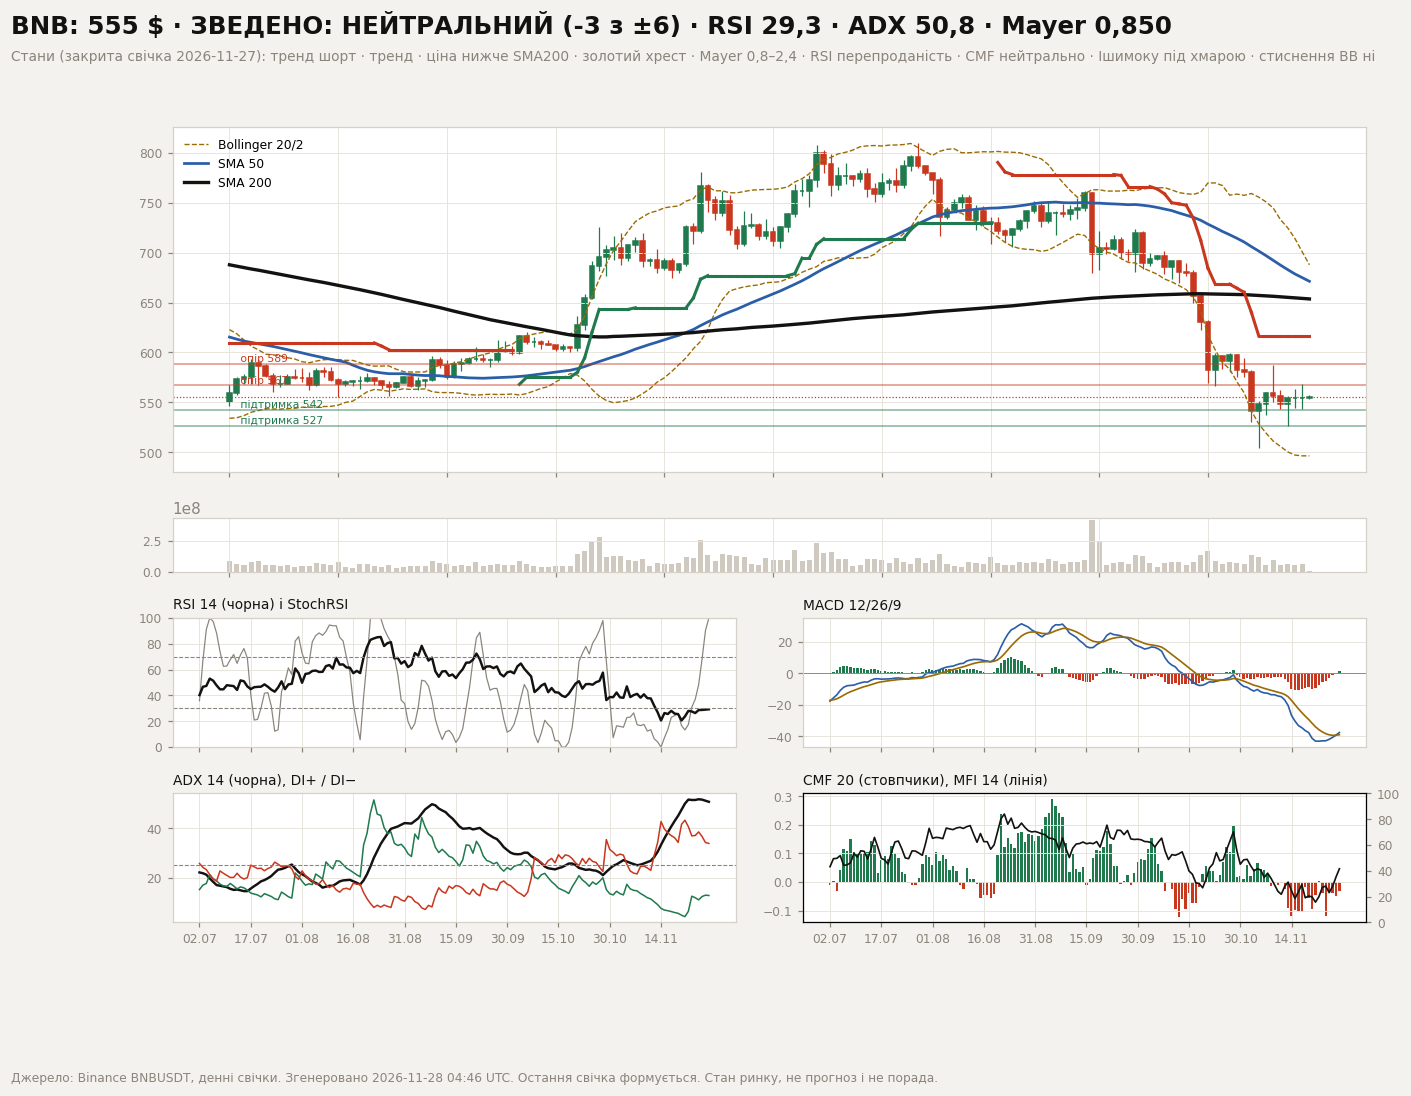 BNB: 555 $ · ЗВЕДЕНО: НЕЙТРАЛЬНИЙ (-3 з ±6) · RSI 29,3 · ADX 50,8 · Mayer 0,850
Стани (закрита свічка 2026-11-27): тренд шорт · тренд · ціна нижче SMA200 · золотий хрест · Mayer 0,8–2,4 · RSI перепроданість · CMF нейтрально · Ішимоку під хмарою · стиснення BB ні
Bollinger 20/2
SMA 50
SMA 200
800
750
700
650
600
550
500
опір 589
опір
підтримка 542
підтримка 527
1e8
2.5
0.0
RSI 14 (чорна) і StochRSI
100
80
60
40
20
0
MACD 12/26/9
20
0
−20
−40
ADX 14 (чорна), DI+ / DI−
40
20
02.07 17.07 01.08 16.08 31.08 15.09 30.09 15.10 30.10 14.11
CMF 20 (стовпчики), MFI 14 (лінія)
0.3
0.2
0.1
0.0
−0.1
100
80
60
40
20
0
02.07 17.07 01.08 16.08 31.08 15.09 30.09 15.10 30.10 14.11
Джерело: Binance BNBUSDT, денні свічки. Згенеровано 2026-11-28 04:46 UTC. Остання свічка формується. Стан ринку, не прогноз і не порада.